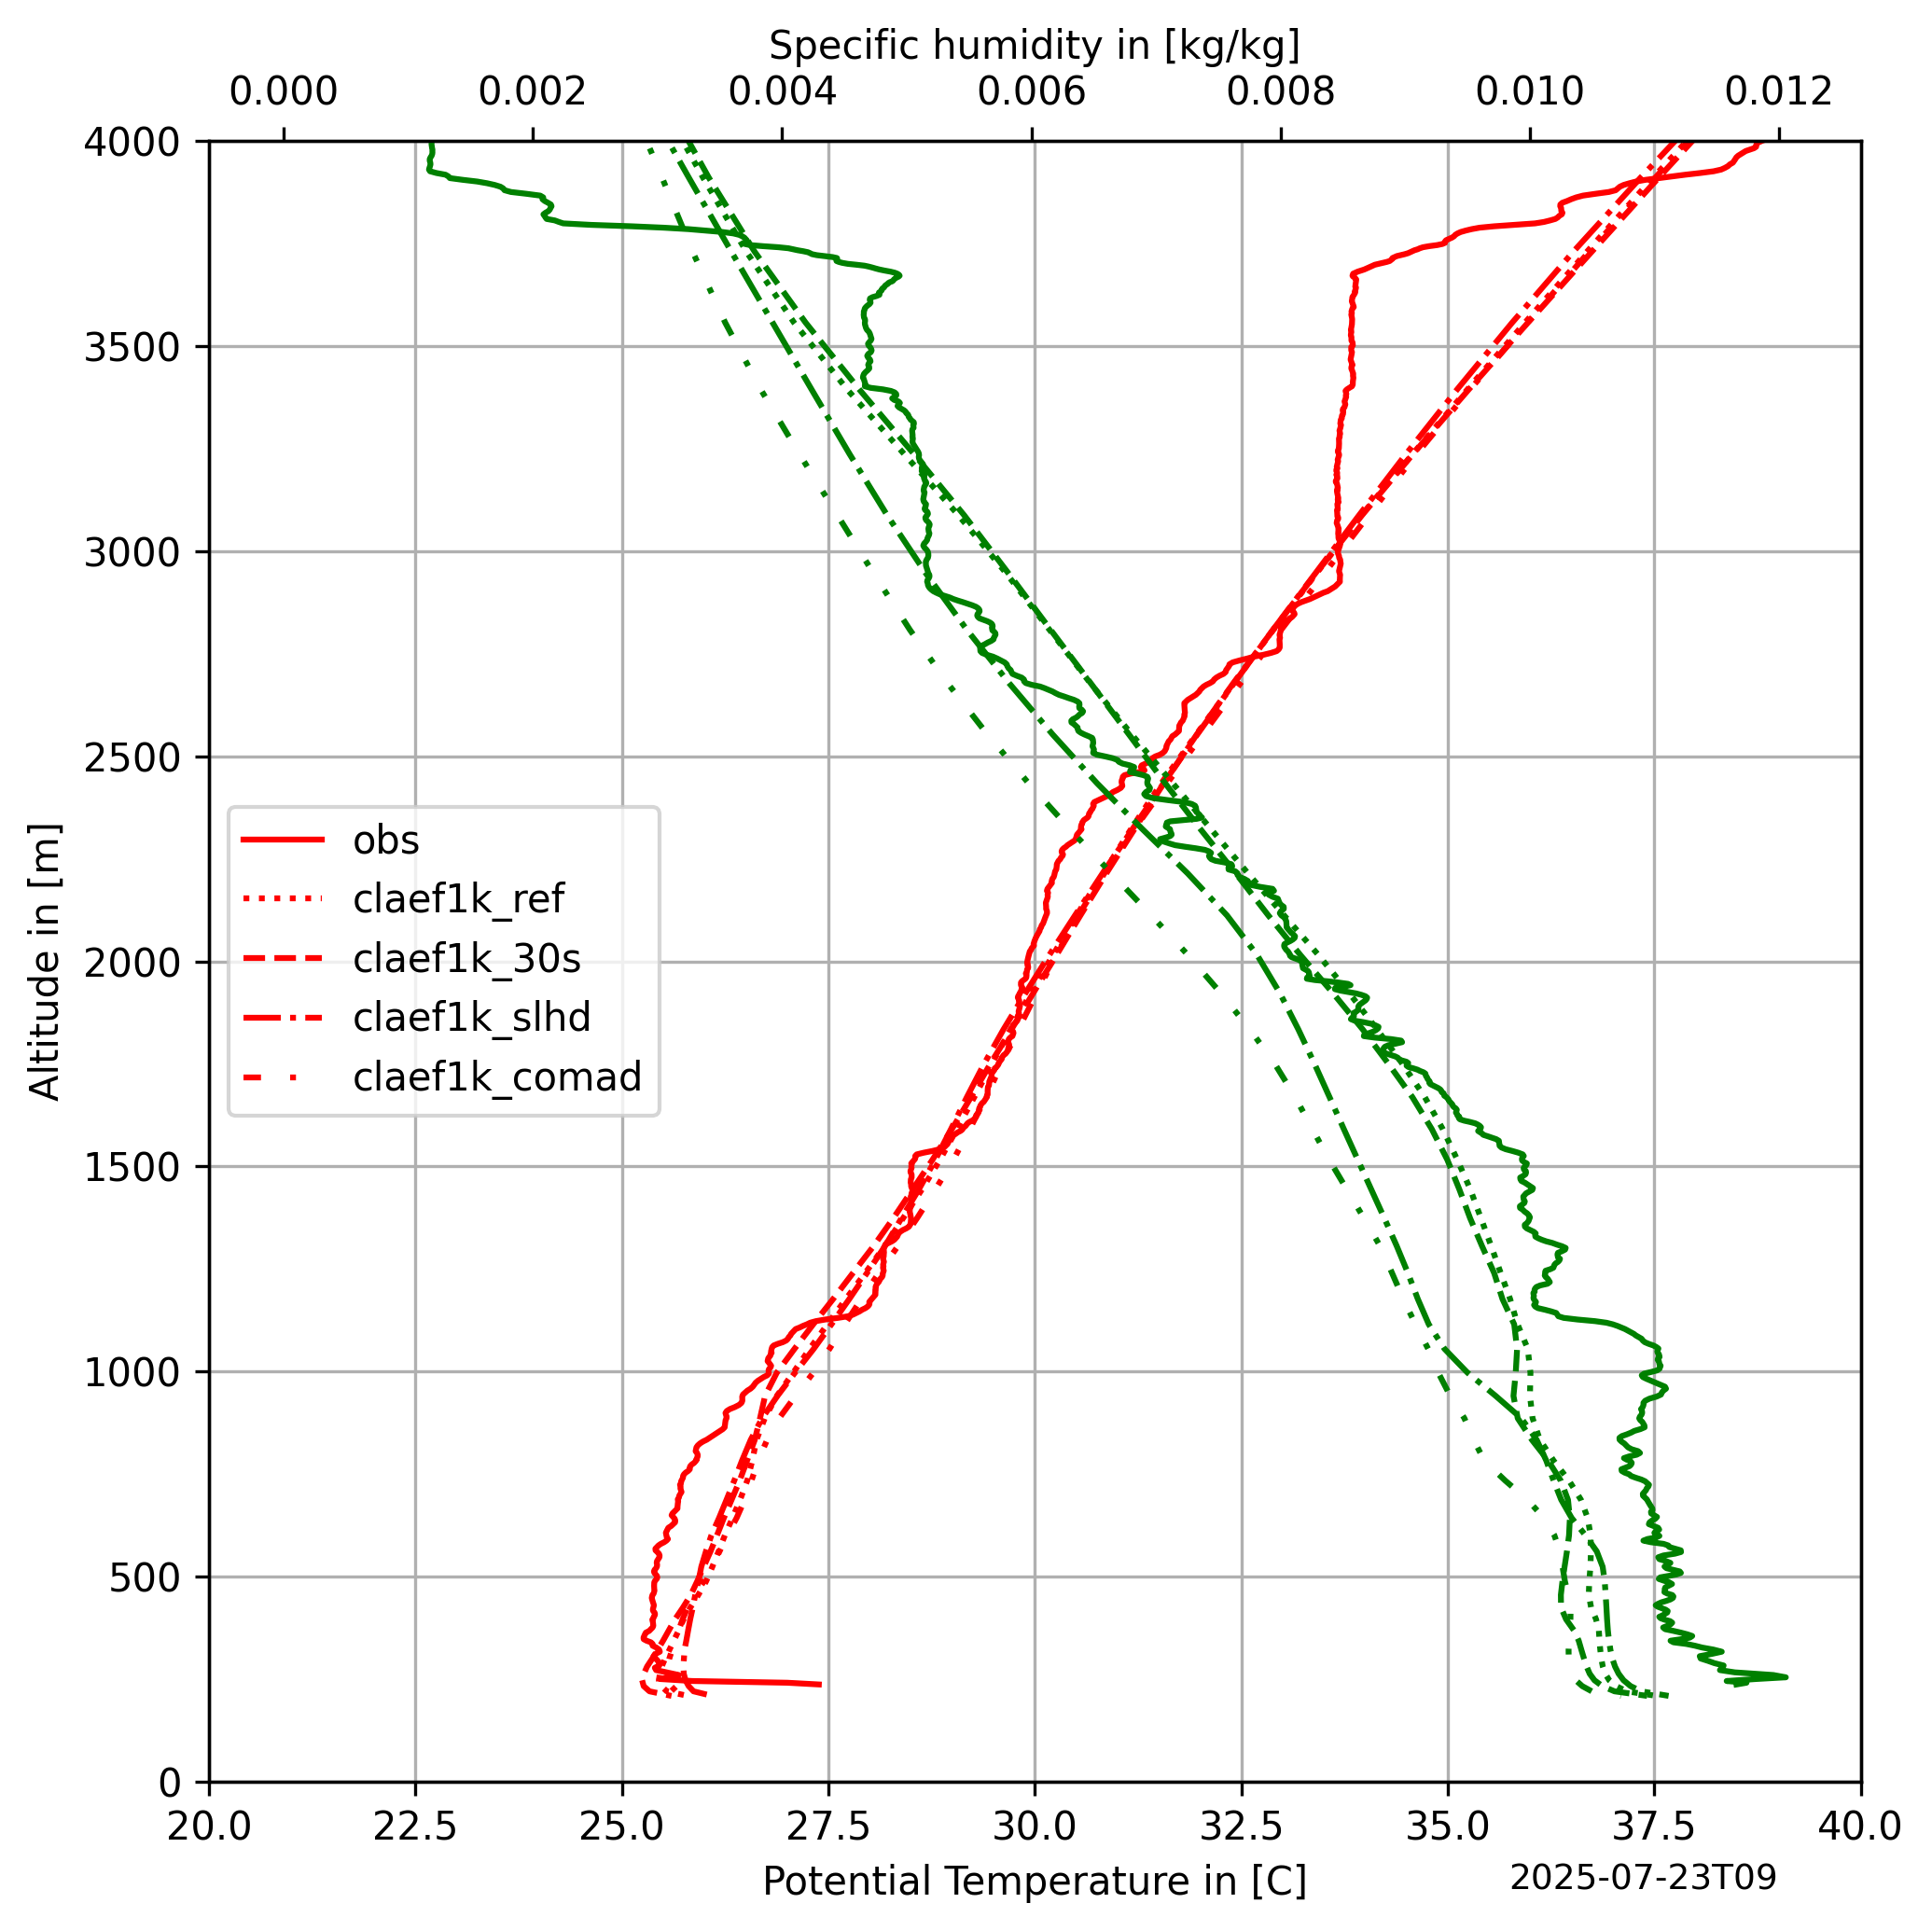 Specific humidity in [kg/kg]
0.000 0.002 0.004 0.006 0.008 0.010 0.012
4000
3500
3000
2500
2000
1500
1000
500
0
Altitude in [m]
obs
claef1k_ref
claef1k_30s
claef1k_slhd
claef1k_comad
20.0 22.5 25.0 27.5 30.0 32.5 35.0 37.5 40.0
Potential Temperature in [C]
2025-07-23T09